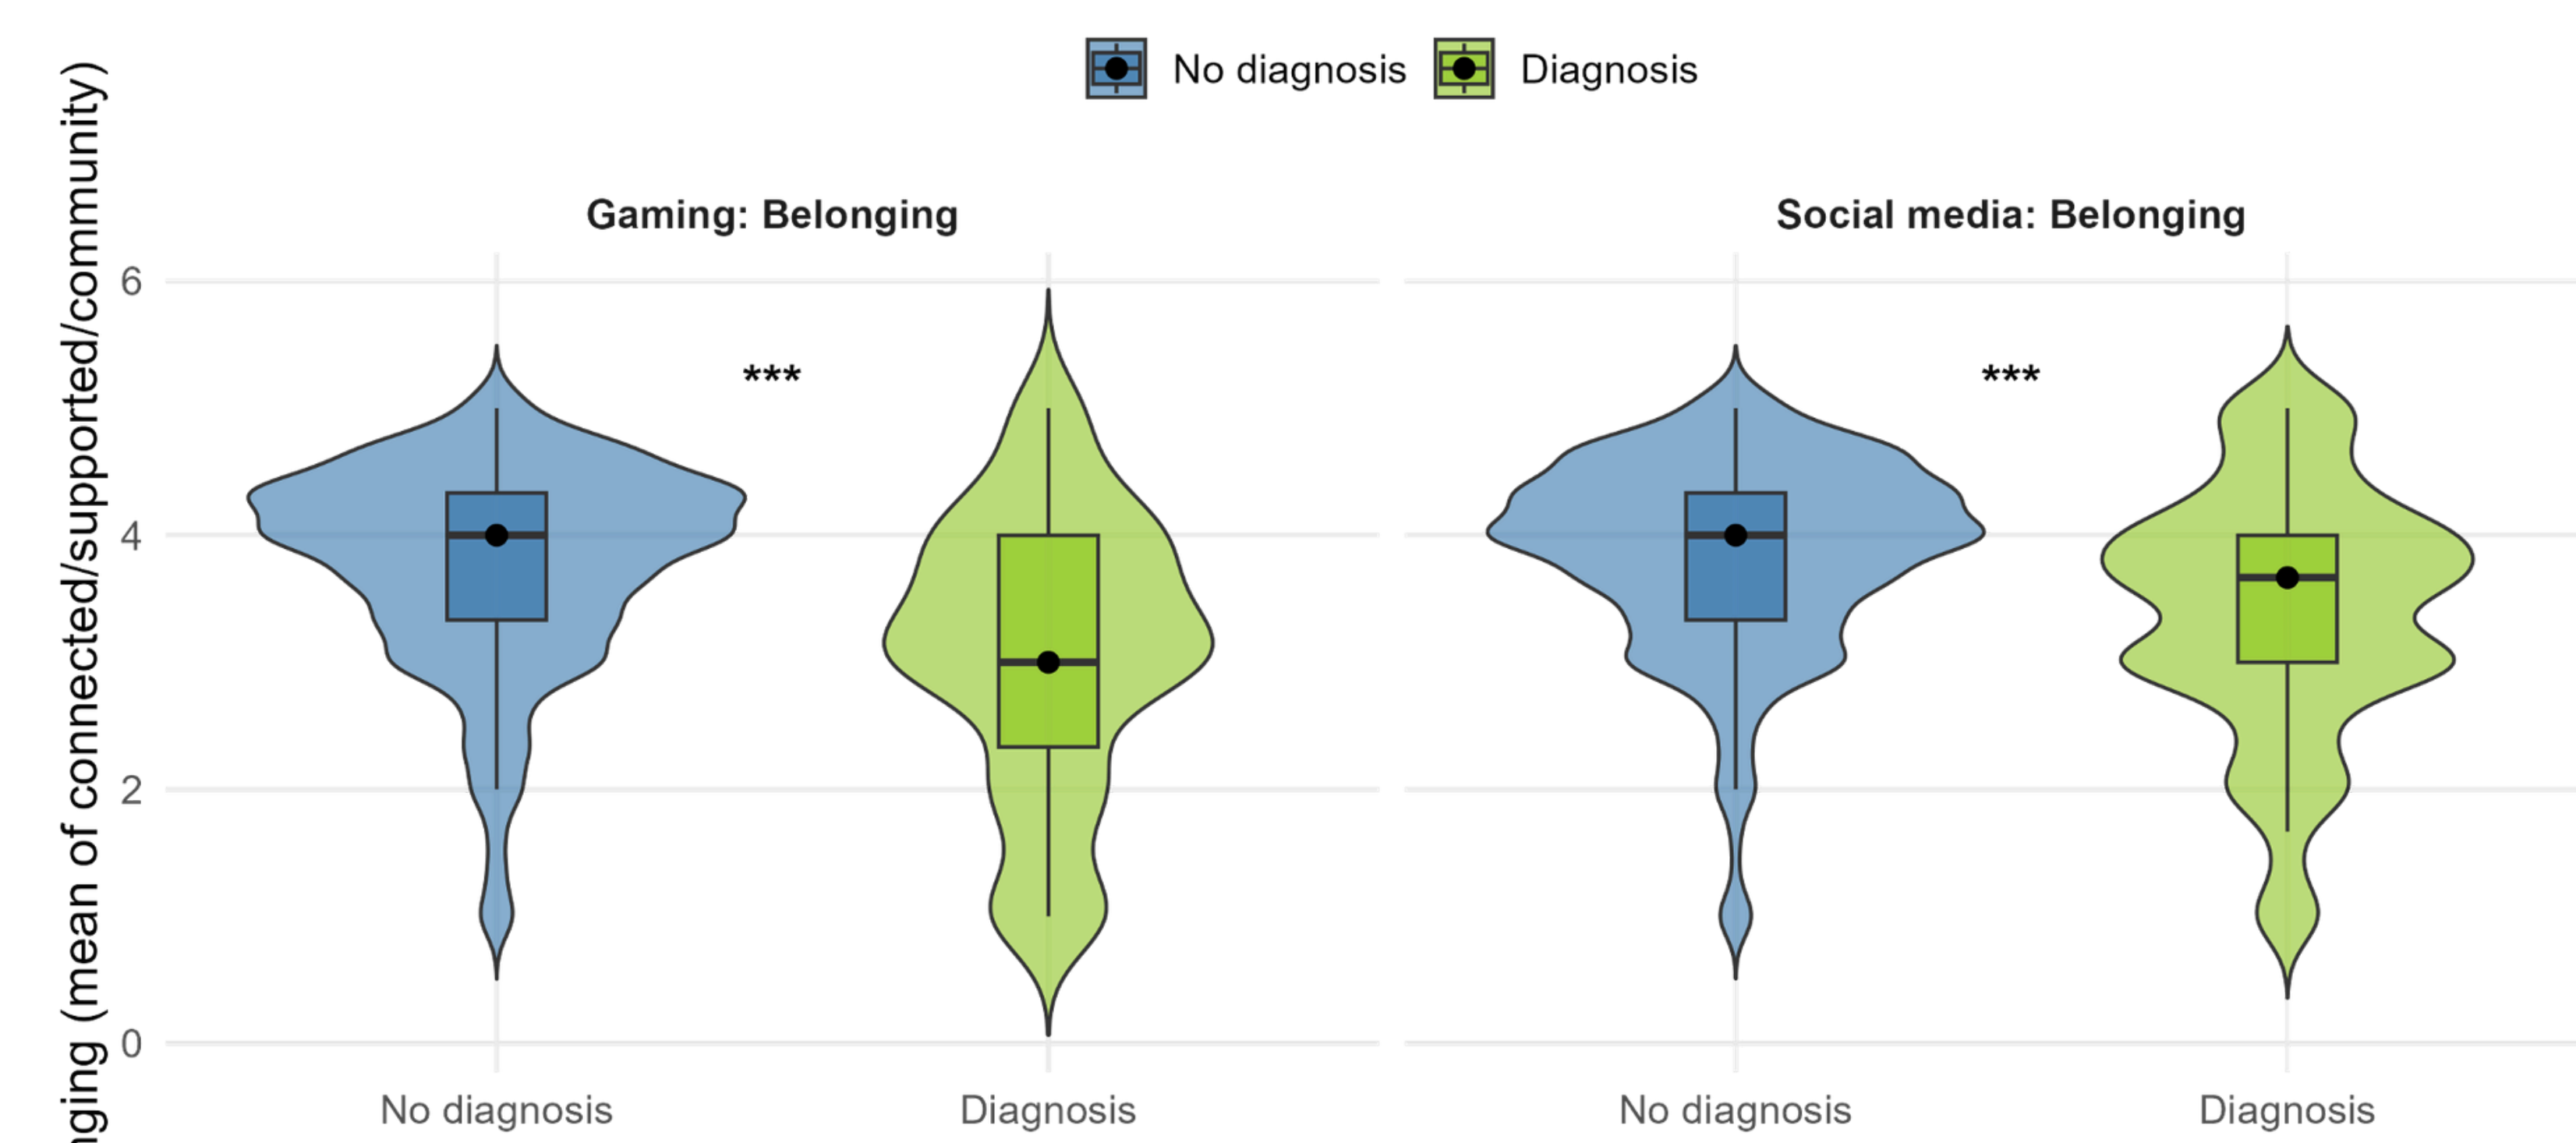 No diagnosis Diagnosis
Gaming: Belonging Social media: Belonging
nging (mean of connected/supported/community)
6
4
2
0
*** ***
No diagnosis Diagnosis No diagnosis Diagnosis